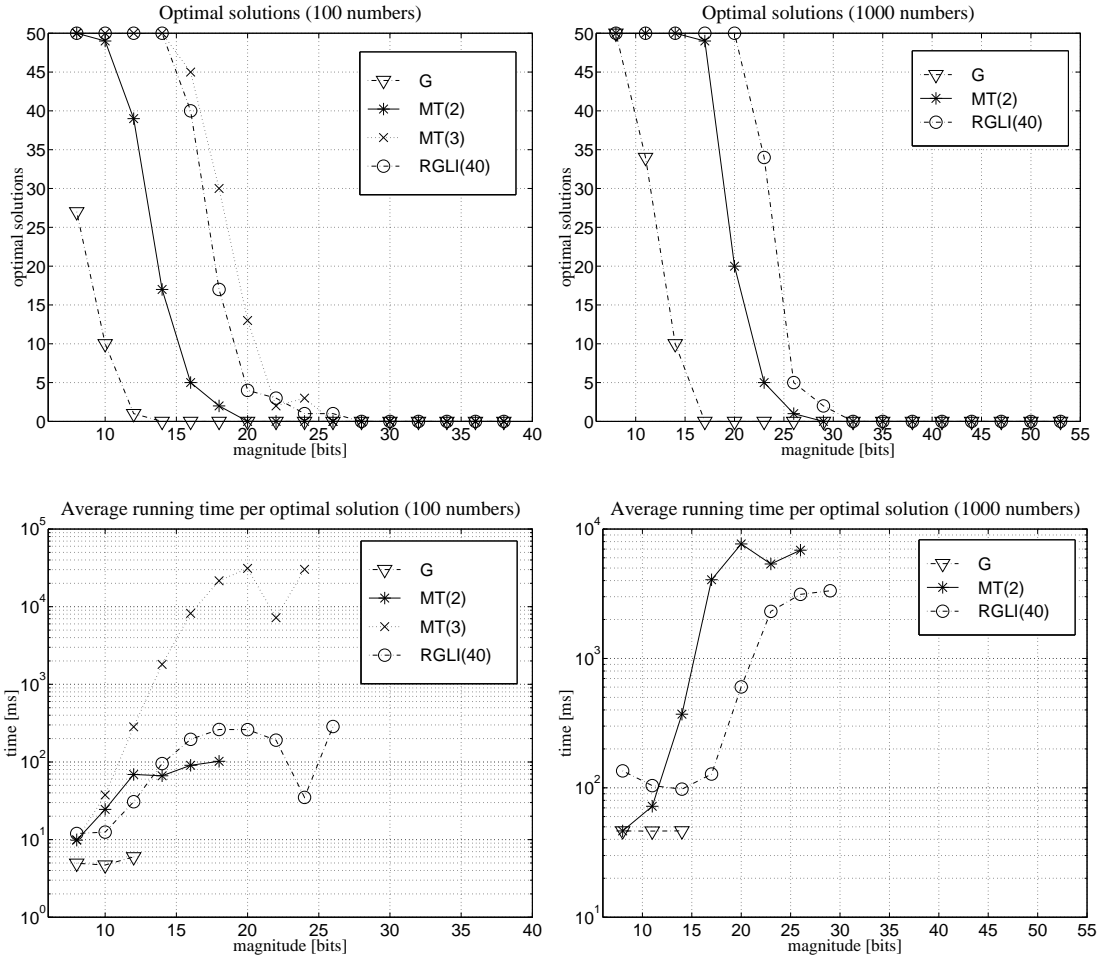 Optimal solutions (100 numbers)
50
45
40
35
30
25
20
15
10
5
0
optimal solutions
10
15
20
25
30
35
40
magnitude [bits]
G
MT(2)
MT(3)
RGLI(40)
Optimal solutions (1000 numbers)
50
45
40
35
30
25
20
15
10
5
0
optimal solutions
10
15
20
25
30
35
40
45
50
55
magnitude [bits]
G
MT(2)
RGLI(40)
Average running time per optimal solution (100 numbers)
10^5
10^4
10^3
10^2
10^1
10^0
time [ms]
10
15
20
25
30
35
40
magnitude [bits]
G
MT(2)
MT(3)
RGLI(40)
Average running time per optimal solution (1000 numbers)
10^4
10^3
10^2
10^1
time [ms]
10
15
20
25
30
35
40
45
50
55
magnitude [bits]
G
MT(2)
RGLI(40)